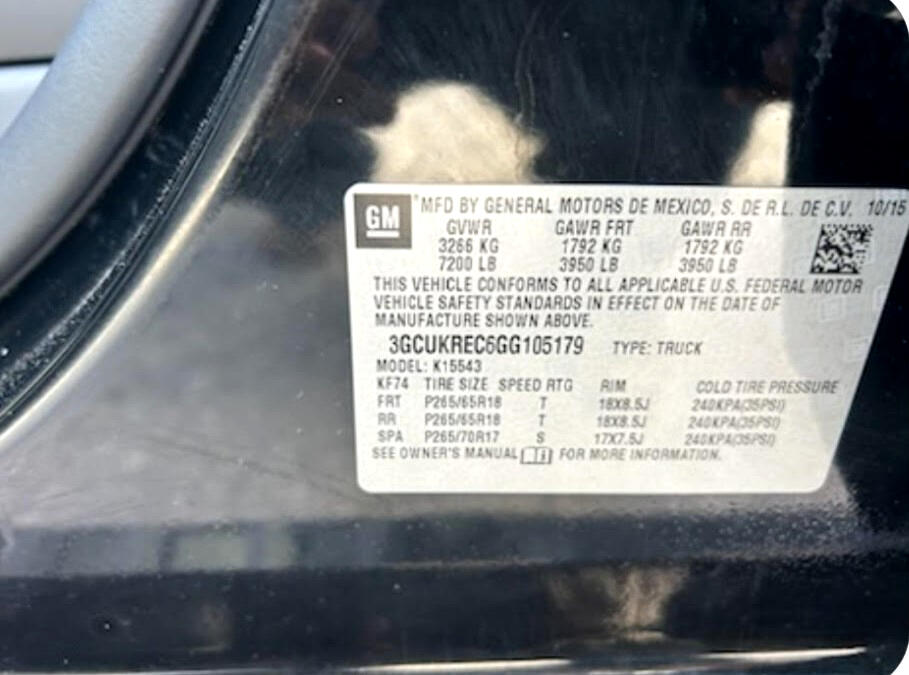 GM MFD BY GENERAL MOTORS DE MEXICO, S. DE R.L. DE C.V. 10/15
GVWR GAWR FRT GAWR RR
3266 KG 1792 KG 1792 KG
7200 LB 3950 LB 3950 LB
THIS VEHICLE CONFORMS TO ALL APPLICABLE U.S. FEDERAL MOTOR
VEHICLE SAFETY STANDARDS IN EFFECT ON THE DATE OF
MANUFACTURE SHOWN ABOVE.
3GCUKREC6GG105179 TYPE: TRUCK
MODEL: K15543
KF74 TIRE SIZE SPEED RTG RIM COLD TIRE PRESSURE
FRT P265/65R18 T 18X8.5J 240KPA(35PSI)
RR P265/65R18 T 18X8.5J 240KPA(35PSI)
SPA P265/70R17 S 17X7.5J 240KPA(35PSI)
SEE OWNER'S MANUAL FOR MORE INFORMATION.